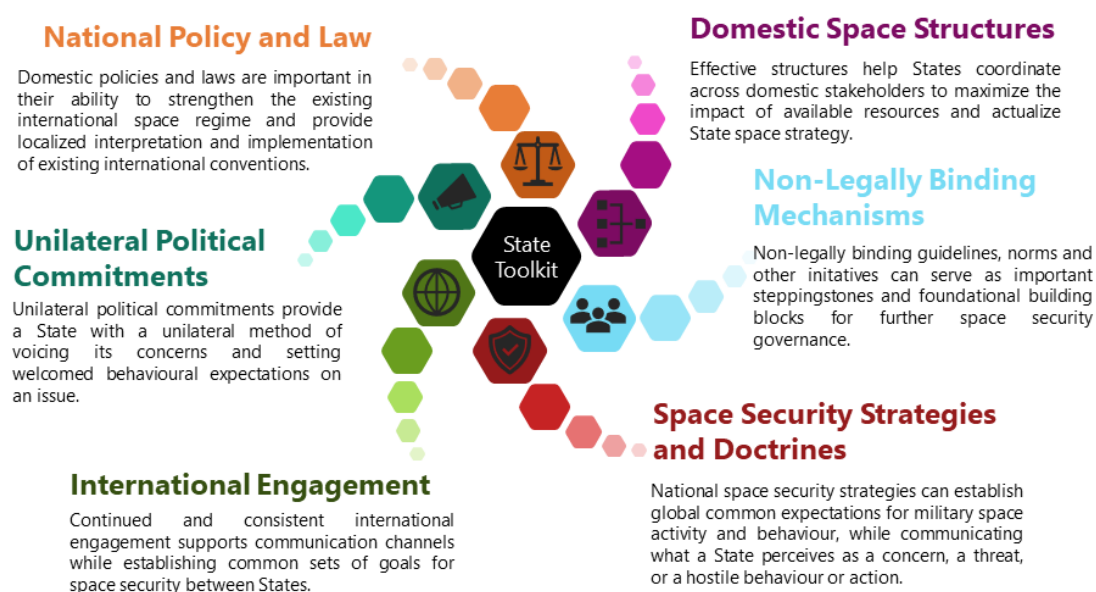 National Policy and Law
Domestic policies and laws are important in
their ability to strengthen the existing
international space regime and provide
localized interpretation and implementation
of existing international conventions.
Domestic Space Structures
Effective structures help States coordinate
across domestic stakeholders to maximize the
impact of available resources and actualize
State space strategy.
Unilateral Political
Commitments
Unilateral political commitments provide
a State with a unilateral method of
voicing its concerns and setting
welcomed behavioural expectations on
an issue.
State
Toolkit
Non-Legally Binding
Mechanisms
Non-legally binding guidelines, norms and
other initatives can serve as important
steppingstones and foundational building
blocks for further space security
governance.
International Engagement
Continued and consistent international
engagement supports communication channels
while establishing common sets of goals for
space security between States.
Space Security Strategies
and Doctrines
National space security strategies can establish
global common expectations for military space
activity and behaviour, while communicating
what a State perceives as a concern, a threat,
or a hostile behaviour or action.